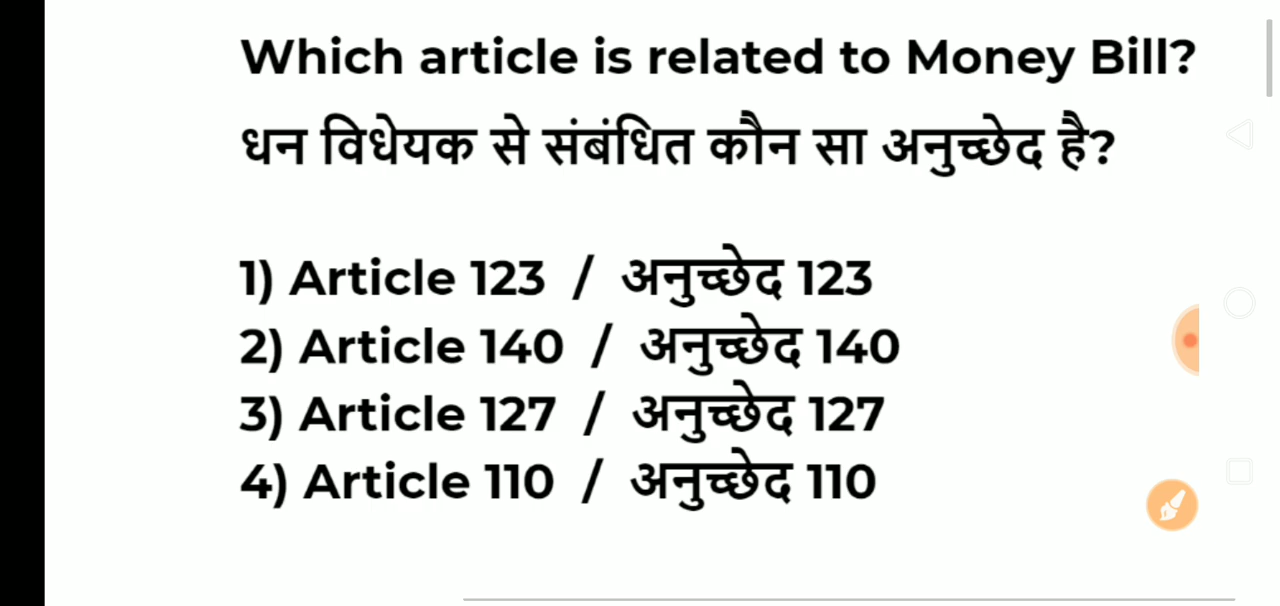 Which article is related to Money Bill?
धन विधेयक से संबंधित कौन सा अनुच्छेद है?
1) Article 123 / अनुच्छेद 123
2) Article 140 / अनुच्छेद 140
3) Article 127 / अनुच्छेद 127
4) Article 110 / अनुच्छेद 110